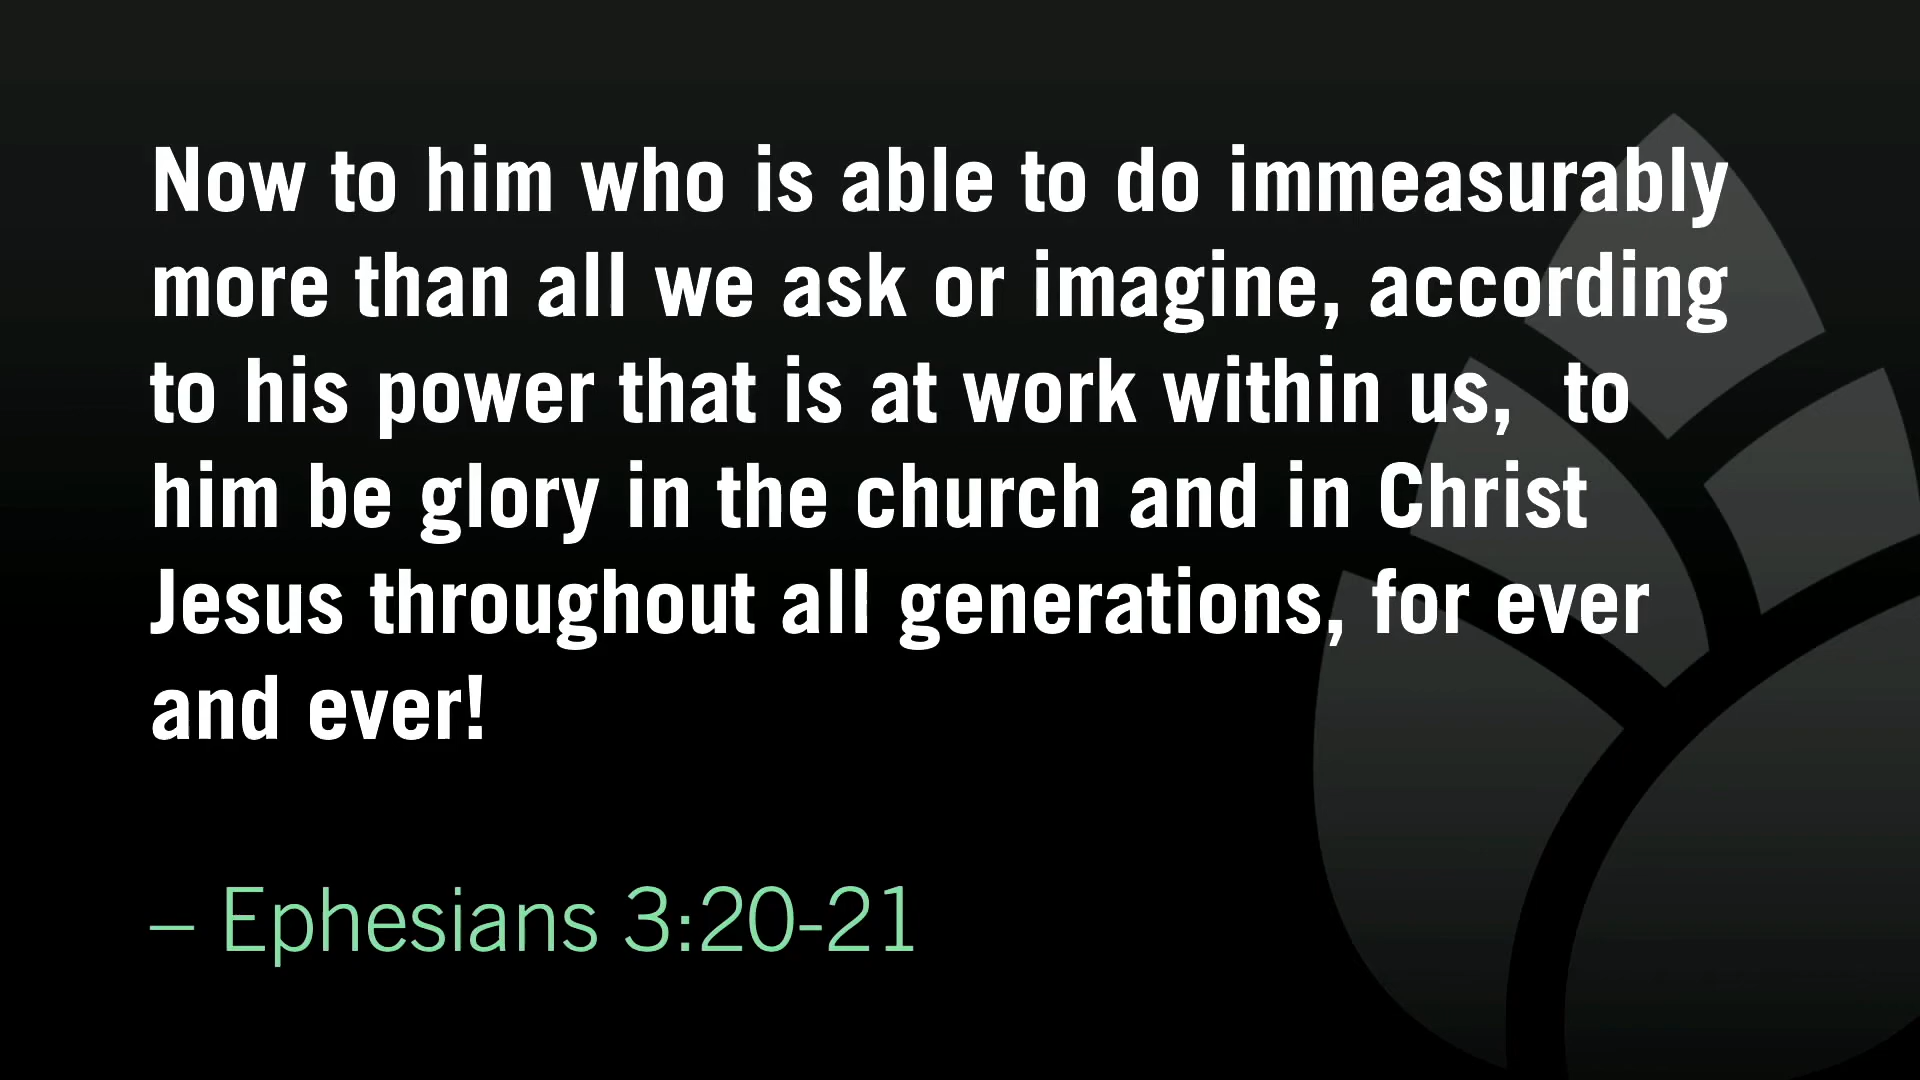 Now to him who is able to do immeasurably
more than all we ask or imagine, according
to his power that is at work within us,  to
him be glory in the church and in Christ
Jesus throughout all generations, for ever
and ever!
– Ephesians 3:20-21